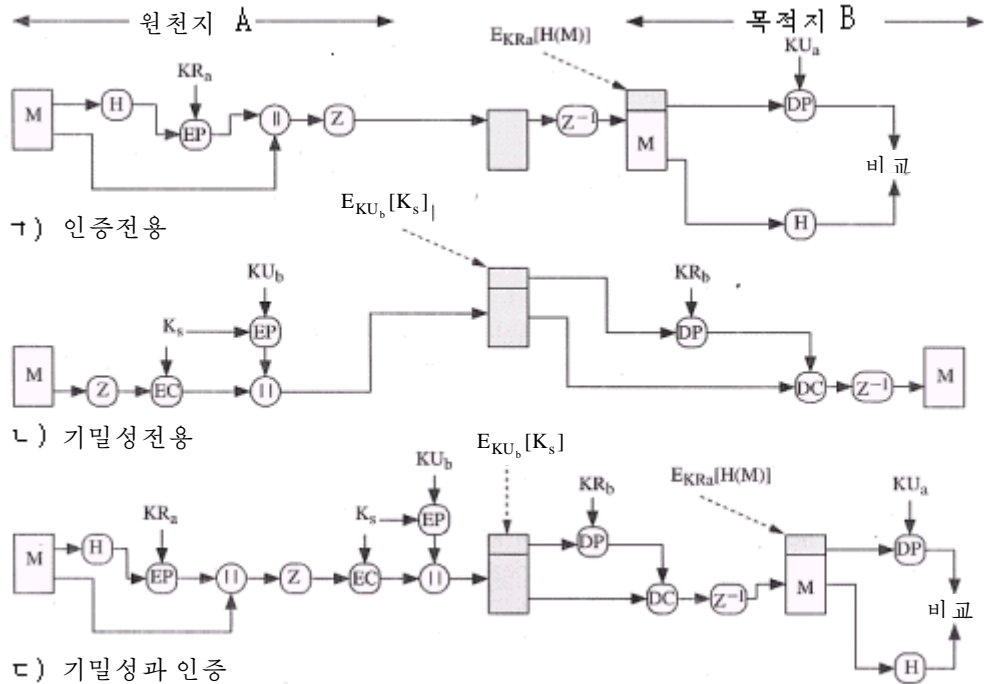 원천지 A
목적지 B
E_KRa[H(M)]
KU_a
KR_a
M
H
EP
||
Z
Z⁻¹
M
DP
비교
H
ㄱ) 인증전용
E_KU_b[K_s]|
KU_b
KR_b
K_s
EP
DP
M
Z
EC
||
DC
Z⁻¹
M
ㄴ) 기밀성전용
E_KU_b[K_s]
KU_b
KR_b
E_KRa[H(M)]
KU_a
KR_a
K_s
EP
DP
DP
M
H
EP
||
Z
EC
||
DC
Z⁻¹
M
비교
H
ㄷ) 기밀성과 인증